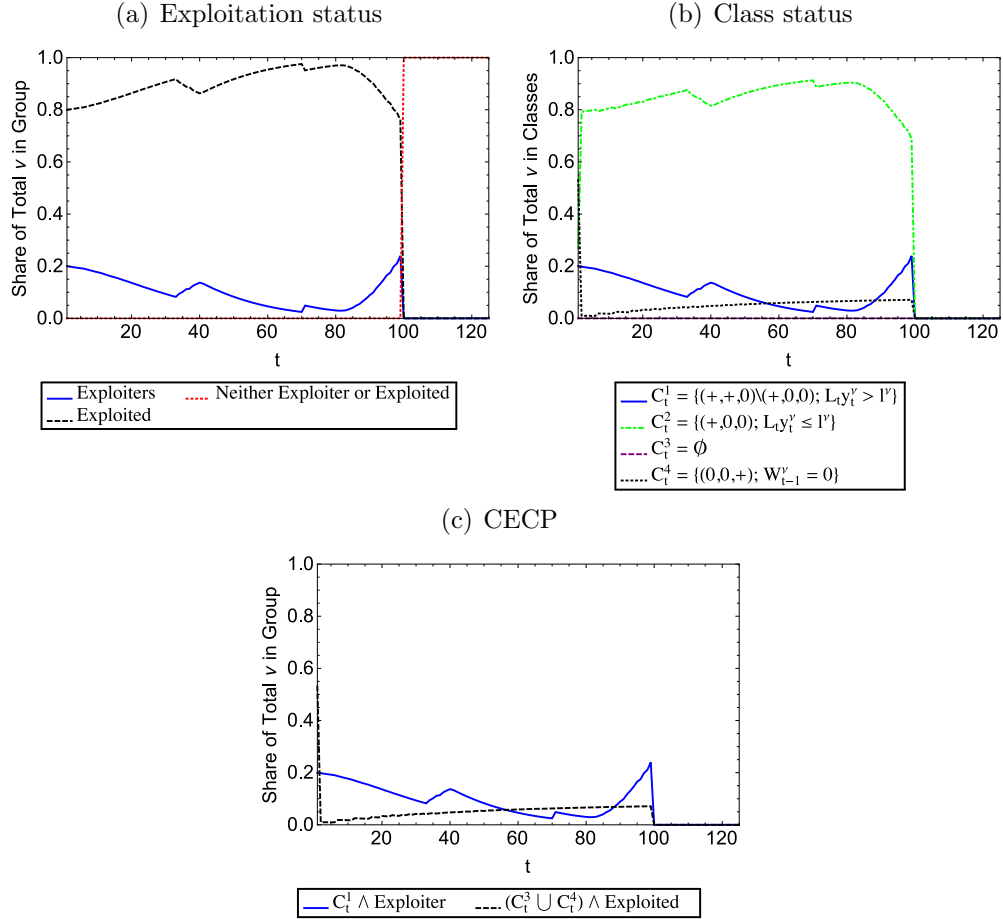 (a) Exploitation status
Share of Total ν in Group
1.0
0.8
0.6
0.4
0.2
0.0
20 40 60 80 100 120
t
Exploiters
Neither Exploiter or Exploited
Exploited
(b) Class status
Share of Total ν in Classes
1.0
0.8
0.6
0.4
0.2
0.0
20 40 60 80 100 120
t
C_t^1 = {(+,+,0)\(+,0,0); L_t y_t^ν > l^ν}
C_t^2 = {(+,0,0); L_t y_t^ν ≤ l^ν}
C_t^3 = ∅
C_t^4 = {(0,0,+); W_{t-1}^ν = 0}
(c) CECP
Share of Total ν in Group
1.0
0.8
0.6
0.4
0.2
0.0
20 40 60 80 100 120
t
C_t^1 ∧ Exploiter
(C_t^3 ∪ C_t^4) ∧ Exploited